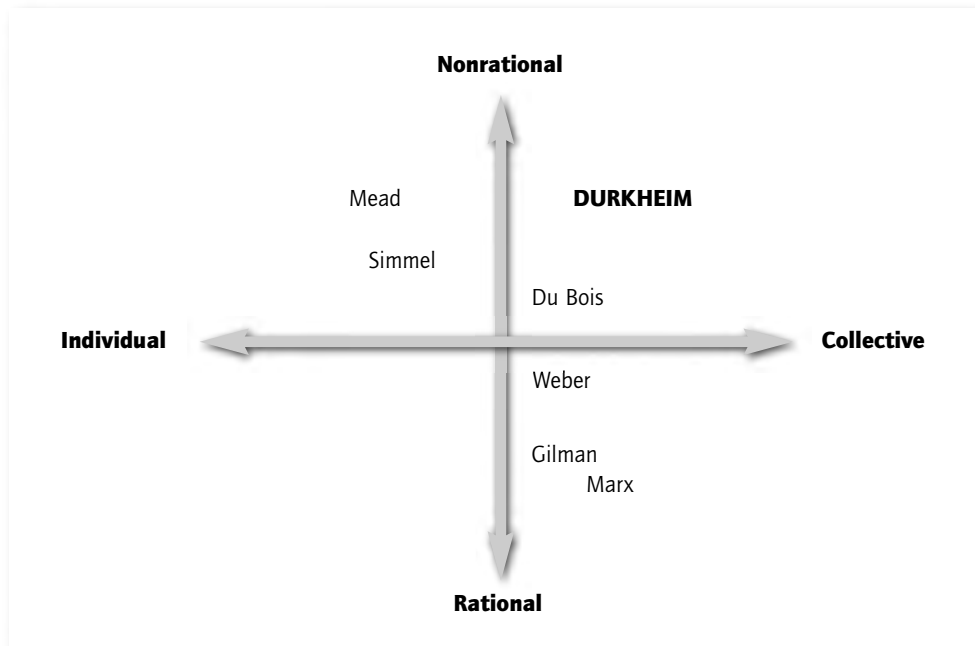 Nonrational
Mead
DURKHEIM
Simmel
Du Bois
Individual
Collective
Weber
Gilman
Marx
Rational